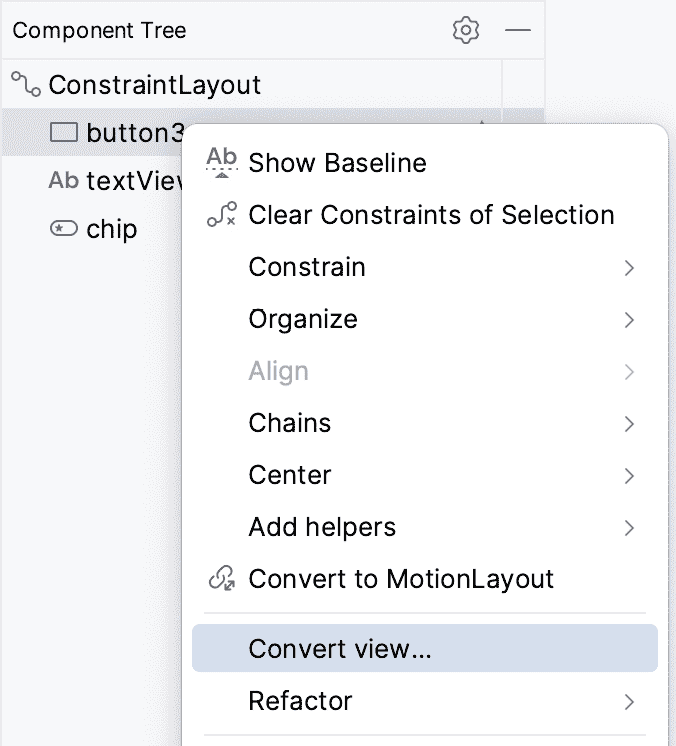 Component Tree
ConstraintLayout
button3
Ab Show Baseline
Ab
chip
Clear Constraints of Selection
Constrain
Organize
Align
Chains
Center
Add helpers
Convert to MotionLayout
Convert view...
Refactor